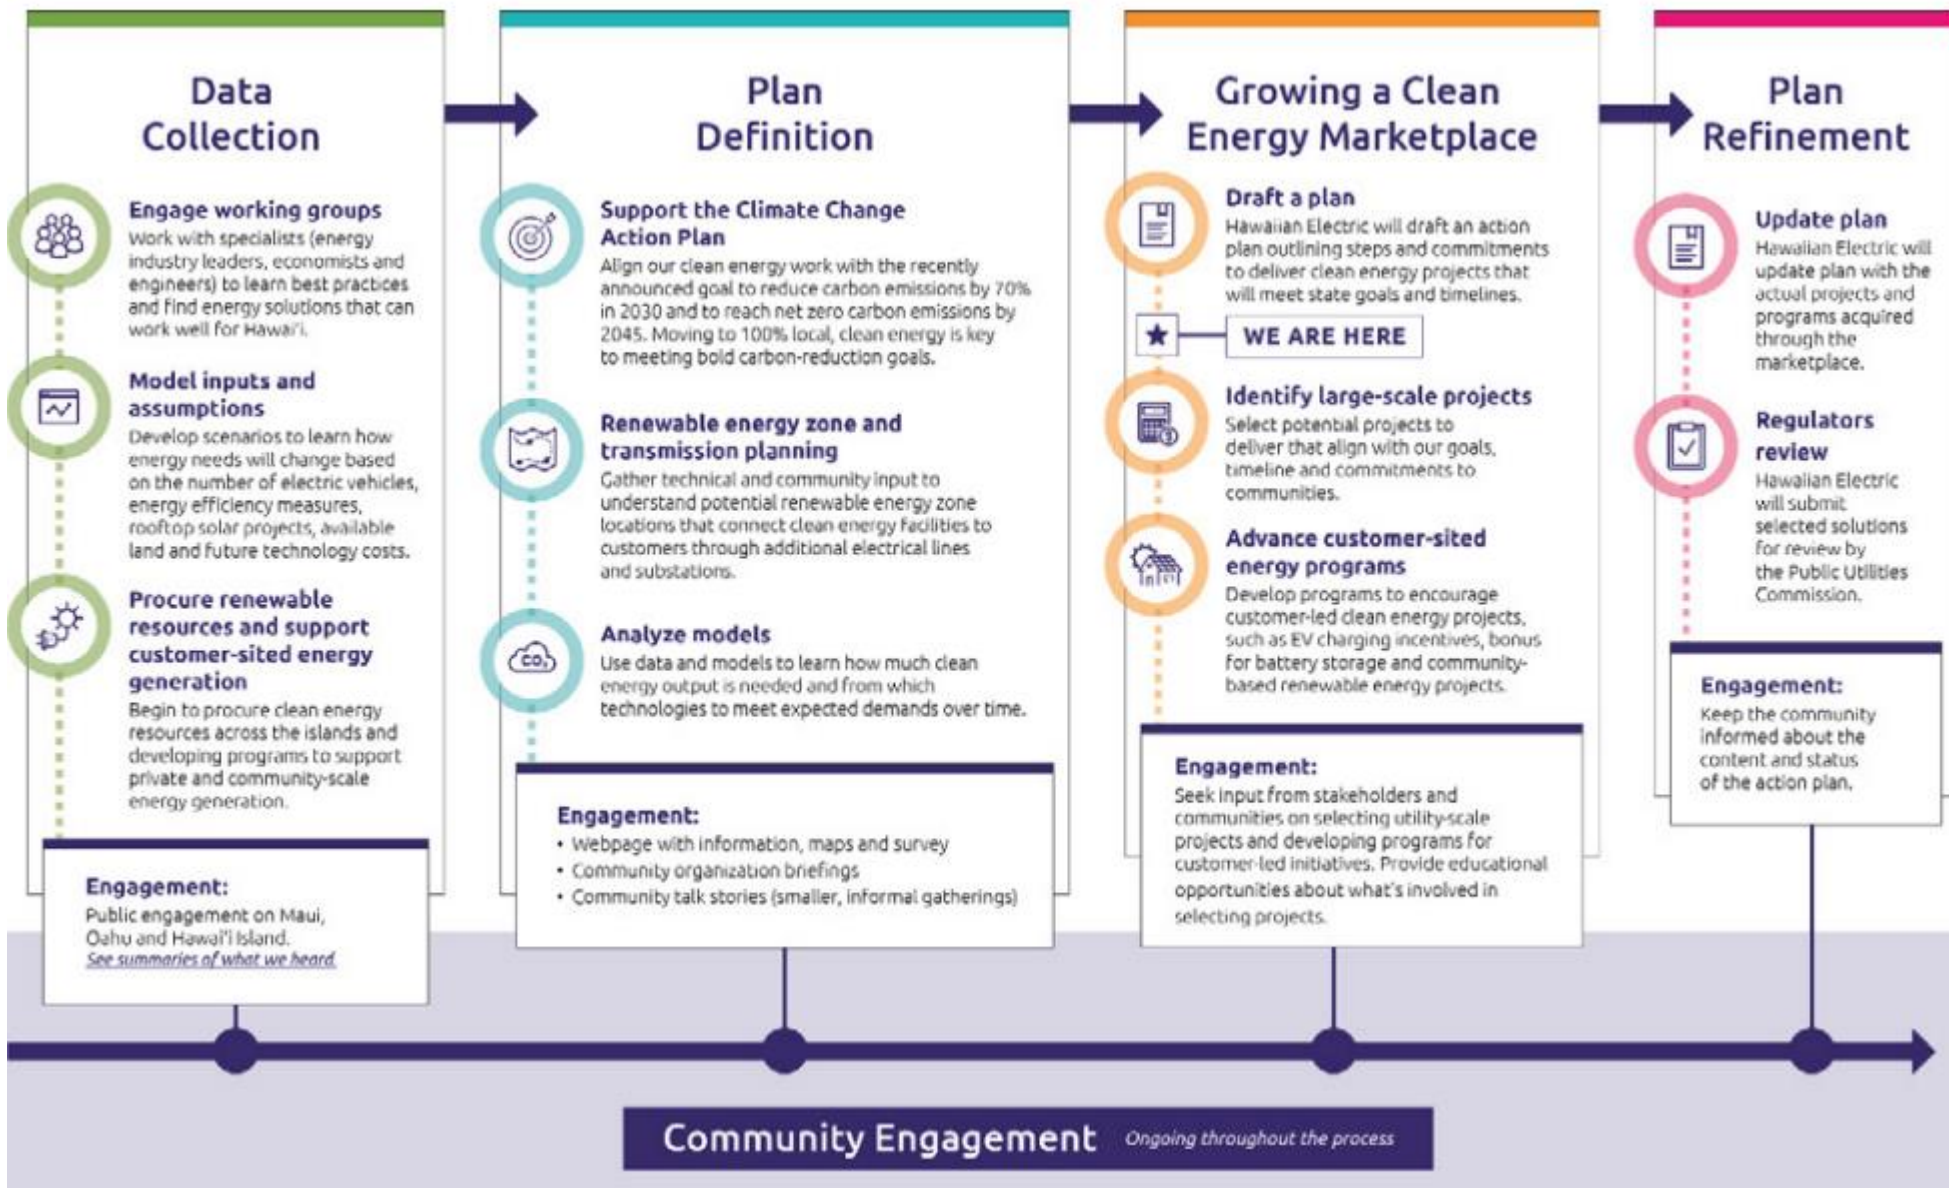 Data
Collection
Engage working groups
Work with specialists (energy
industry leaders, economists and
engineers) to learn best practices
and find energy solutions that can
work well for Hawai'i.
Model inputs and
assumptions
Develop scenarios to learn how
energy needs will change based
on the number of electric vehicles,
energy efficiency measures,
rooftop solar projects, available
land and future technology costs.
Procure renewable
resources and support
customer-sited energy
generation
Begin to procure clean energy
resources across the islands and
developing programs to support
private and community-scale
energy generation.
Engagement:
Public engagement on Maui,
Oahu and Hawai'i Island.
See summaries of what we heard.
Plan
Definition
Support the Climate Change
Action Plan
Align our clean energy work with the recently
announced goal to reduce carbon emissions by 70%
in 2030 and to reach net zero carbon emissions by
2045. Moving to 100% local, clean energy is key
to meeting bold carbon-reduction goals.
Renewable energy zone and
transmission planning
Gather technical and community input to
understand potential renewable energy zone
locations that connect clean energy facilities to
customers through additional electrical lines
and substations.
CO₂
Analyze models
Use data and models to learn how much clean
energy output is needed and from which
technologies to meet expected demands over time.
Engagement:
• Webpage with information, maps and survey
• Community organization briefings
• Community talk stories (smaller, informal gatherings)
Growing a Clean
Energy Marketplace
Draft a plan
Hawaiian Electric will draft an action
plan outlining steps and commitments
to deliver clean energy projects that
will meet state goals and timelines.
WE ARE HERE
Identify large-scale projects
Select potential projects to
deliver that align with our goals,
timeline and commitments to
communities.
Advance customer-sited
energy programs
Develop programs to encourage
customer-led clean energy projects,
such as EV charging incentives, bonus
for battery storage and community-
based renewable energy projects.
Engagement:
Seek input from stakeholders and
communities on selecting utility-scale
projects and developing programs for
customer-led initiatives. Provide educational
opportunities about what's involved in
selecting projects.
Plan
Refinement
Update plan
Hawaiian Electric will
update plan with the
actual projects and
programs acquired
through the
marketplace.
Regulators
review
Hawaiian Electric
will submit
selected solutions
for review by
the Public Utilities
Commission.
Engagement:
Keep the community
informed about the
content and status
of the action plan.
Community Engagement Ongoing throughout the process